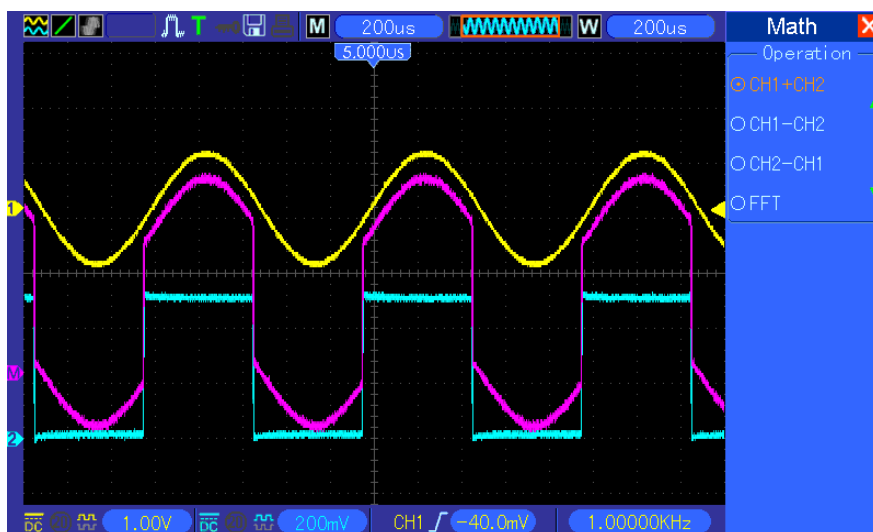 T M 200us W 200us Math
5.000us
Operation
CH1+CH2
CH1-CH2
CH2-CH1
FFT
1
M
2
DC 1.00V DC 200mV CH1 -40.0mV 1.00000KHz